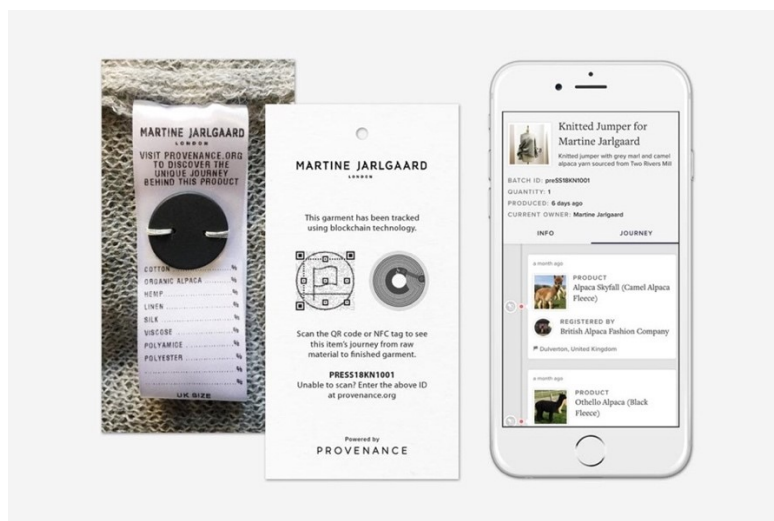 MARTINE JARLGAARD
LONDON
VISIT PROVENANCE.ORG
TO DISCOVER THE
UNIQUE JOURNEY
BEHIND THIS PRODUCT
COTTON %
ORGANIC ALPACA %
HEMP %
LINEN %
SILK %
VISCOSE %
POLYAMICE %
POLYESTER %
%
%
UK SIZE
MARTINE JARLGAARD
LONDON
This garment has been tracked
using blockchain technology.
Scan the QR code or NFC tag to see
this item's journey from raw
material to finished garment.
PRESS18KN1001
Unable to scan? Enter the above ID
at provenance.org
Powered by
PROVENANCE
Knitted Jumper for
Martine Jarlgaard
Knitted jumper with grey marl and camel
alpaca yarn sourced from Two Rivers Mill
BATCH ID: preSS18KN1001
QUANTITY: 1
PRODUCED: 6 days ago
CURRENT OWNER: Martine Jarlgaard
INFO JOURNEY
a month ago
PRODUCT
Alpaca Skyfall (Camel Alpaca
Fleece)
REGISTERED BY
British Alpaca Fashion Company
Dulverton, United Kingdom
a month ago
PRODUCT
Othello Alpaca (Black
Fleece)